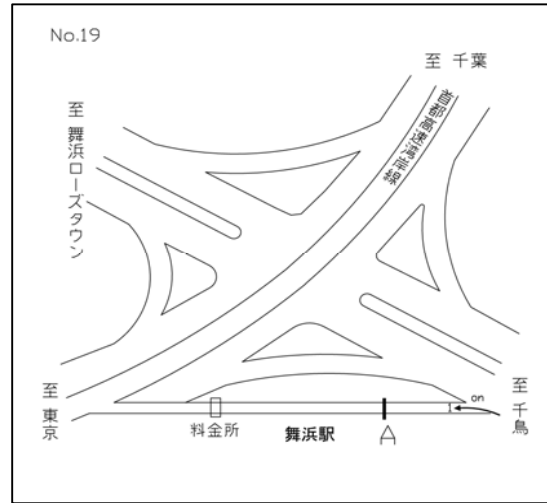 No.19
至 千葉
至 舞浜ローズタウン
首都高速湾岸線
至 東京
料金所
舞浜駅
A
1
on
至 千鳥